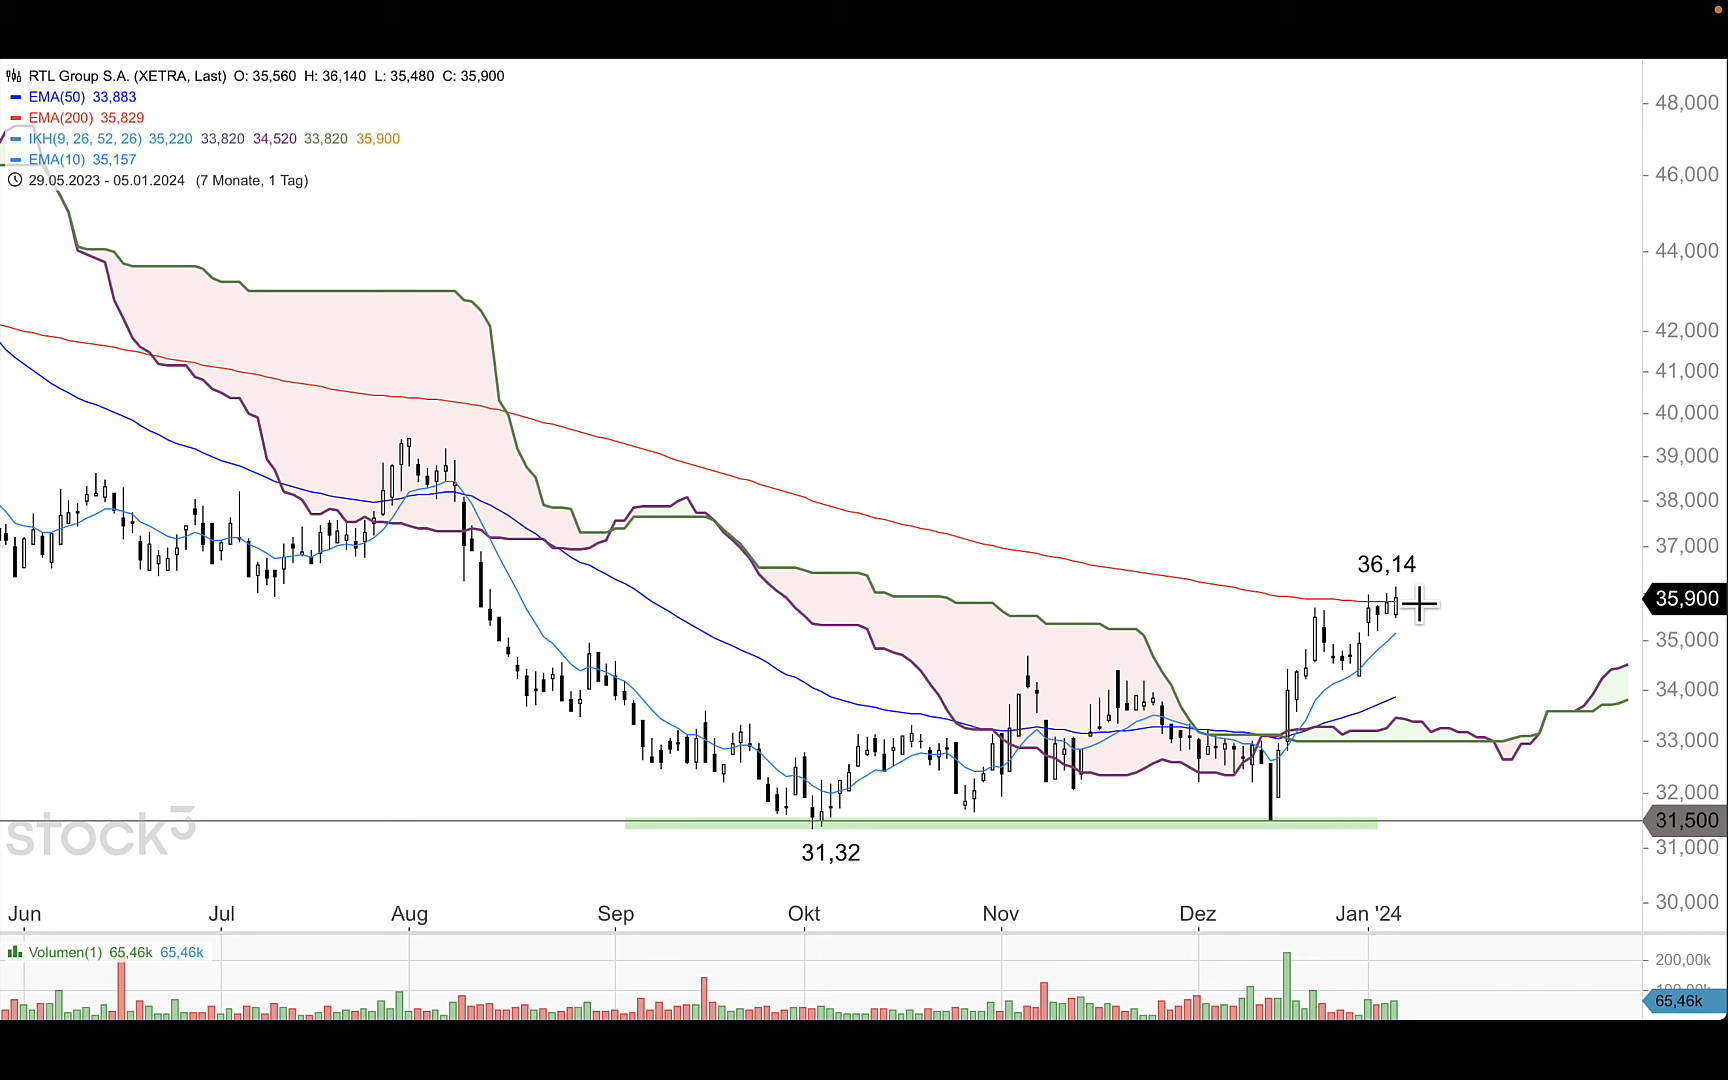 RTL Group S.A. (XETRA, Last) O: 35,560 H: 36,140 L: 35,480 C: 35,900
EMA(50) 33,883
EMA(200) 35,829
IKH(9, 26, 52, 26) 35,220 33,820 34,520 33,820 35,900
EMA(10) 35,157
29.05.2023 - 05.01.2024 (7 Monate, 1 Tag)
48,000
46,000
44,000
42,000
41,000
40,000
39,000
38,000
37,000
36,14
35,900
35,000
34,000
33,000
32,000
31,500
stock3
31,000
31,32
30,000
Jun Jul Aug Sep Okt Nov Dez Jan '24
Volumen(1) 65,46k 65,46k
200,00k
100,00k
65,46k